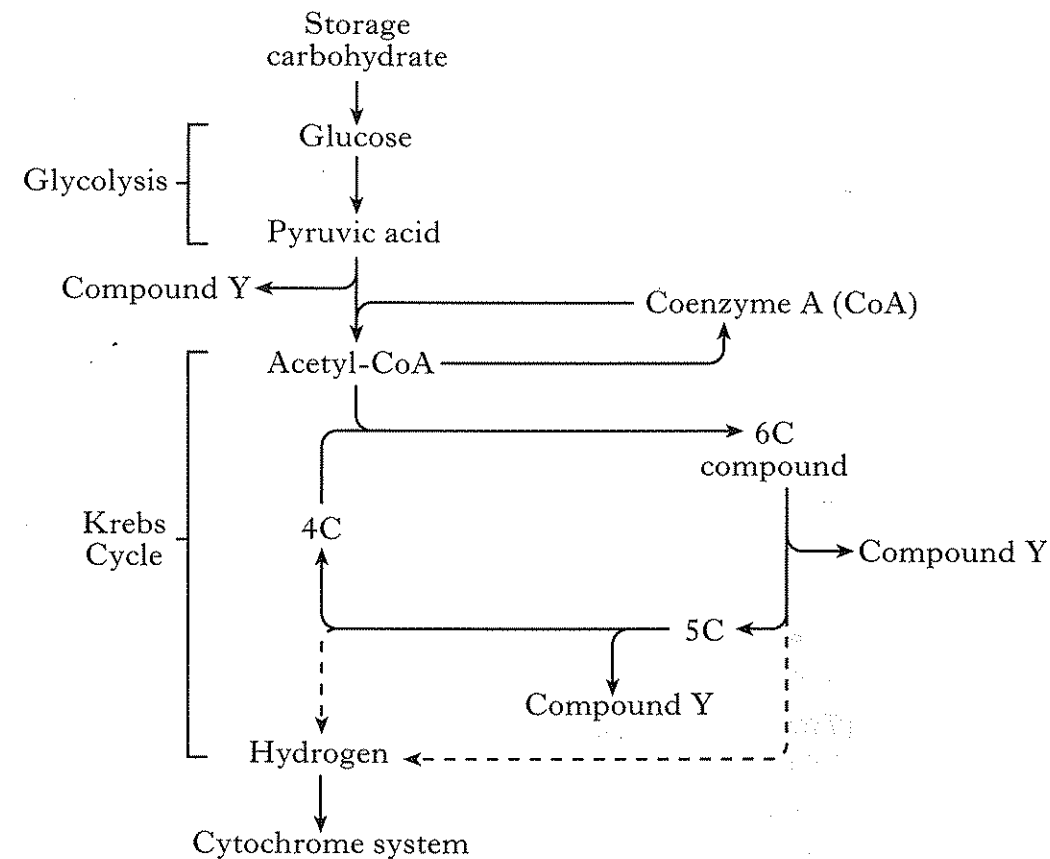 Storage
carbohydrate
Glucose
Glycolysis
Pyruvic acid
Compound Y
Coenzyme A (CoA)
Acetyl-CoA
6C
compound
4C
Krebs
Cycle
Compound Y
5C
Compound Y
Hydrogen
Cytochrome system